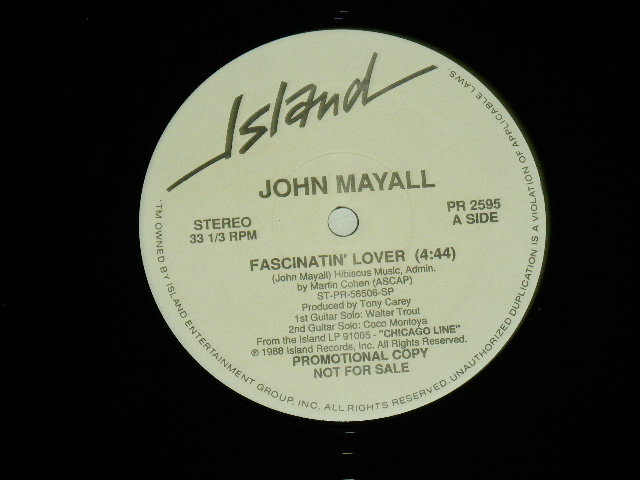 Island
JOHN MAYALL
STEREO
33 1/3 RPM
PR 2595
A SIDE
FASCINATIN' LOVER (4:44)
(John Mayall) Hibiscus Music, Admin.
by Martin Cohen (ASCAP)
ST-PR-56506-SP
Produced by Tony Carey
1st Guitar Solo: Walter Trout
2nd Guitar Solo: Coco Montoya
From the Island LP 91005 - "CHICAGO LINE"
℗ 1988 Island Records, Inc. All Rights Reserved.
PROMOTIONAL COPY
NOT FOR SALE
TM OWNED BY ISLAND ENTERTAINMENT GROUP, INC. ALL RIGHTS RESERVED. UNAUTHORIZED DUPLICATION IS A VIOLATION OF APPLICABLE LAWS.